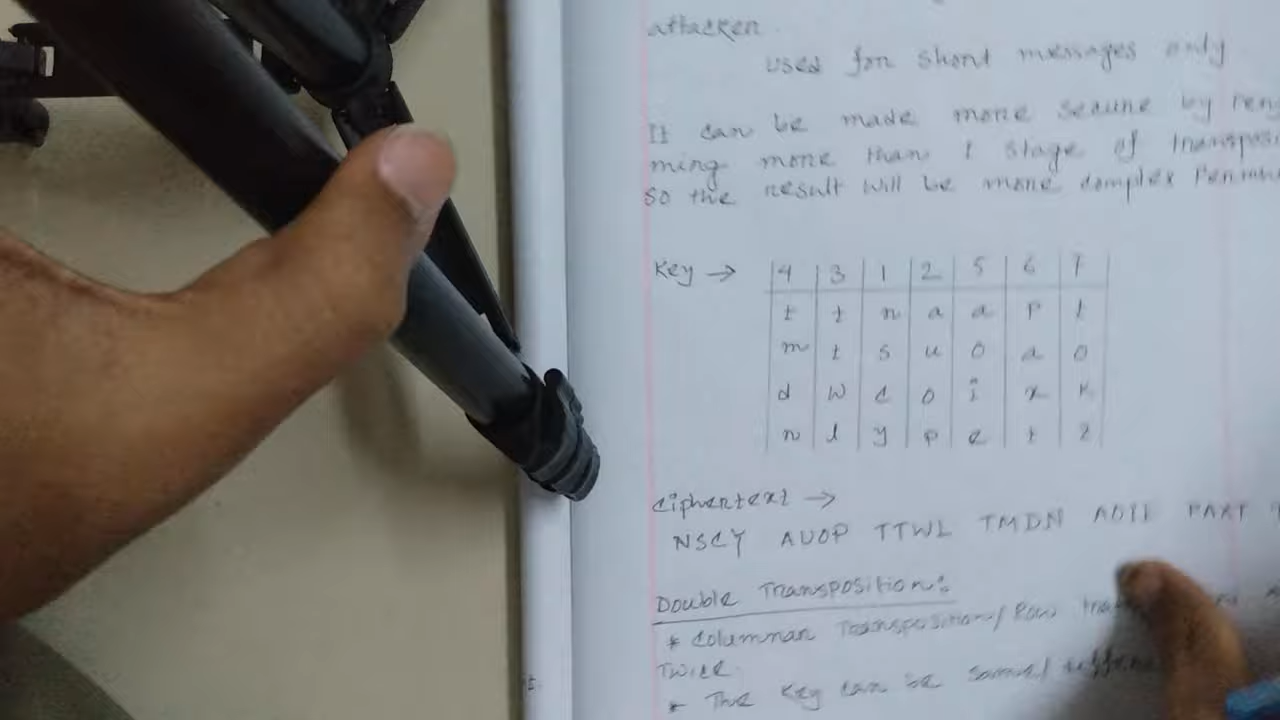 attacker.
Used for short messages only
It can be made more secure by
ming more than 1 stage of
So the result will be more complex
Key → 4 3 1 2 5 6 7
t t n a a p t
m t s u o a o
d w c o i x k
n l y p e t z
Ciphertext →
NSCY AUOP TTWL TMDN AOIE PAXT
Double Transposition:
* Columnar Transposition/ Row
Twice.
* The Key can be same/